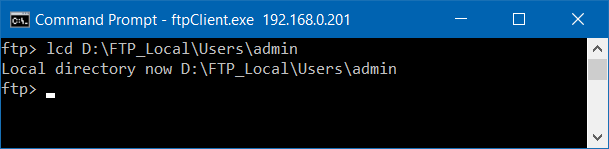 Command Prompt - ftpClient.exe 192.168.0.201
ftp> lcd D:\FTP_Local\Users\admin
Local directory now D:\FTP_Local\Users\admin
ftp>